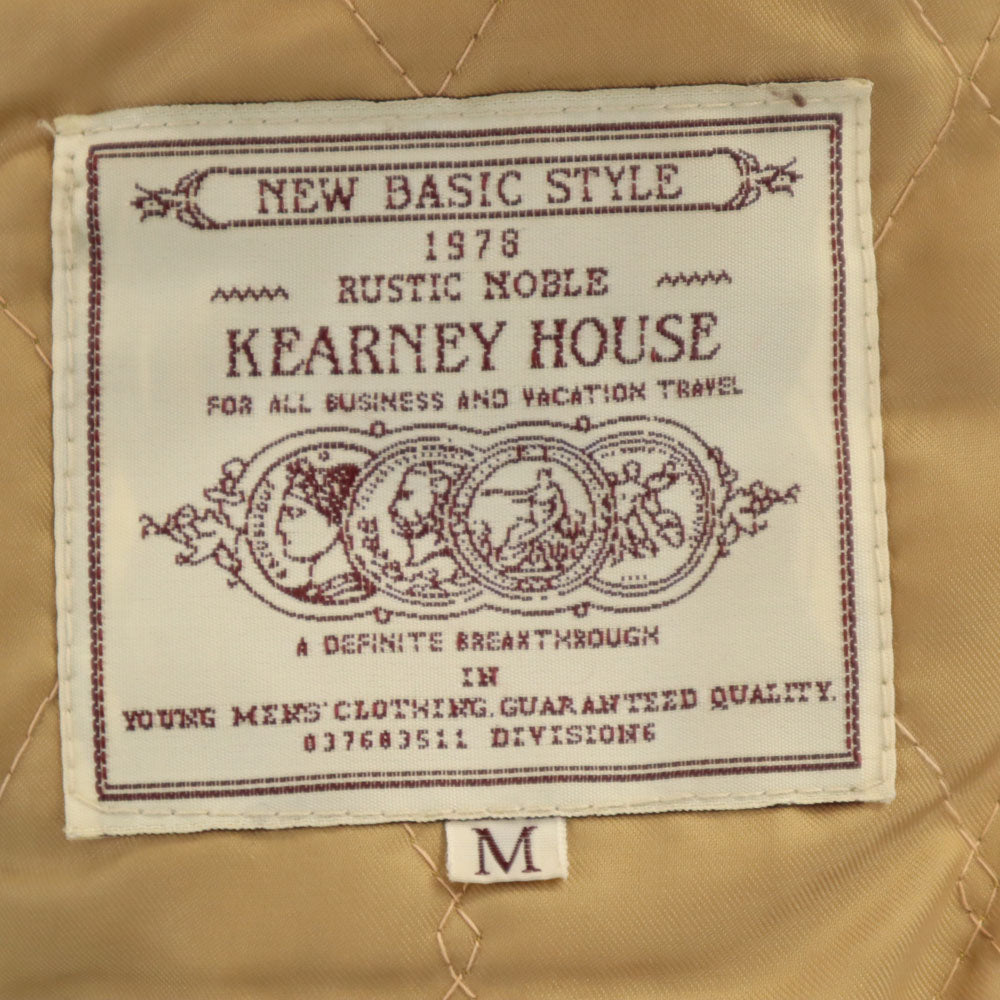 NEW BASIC STYLE
1978
RUSTIC NOBLE
KEARNEY HOUSE
FOR ALL BUSINESS AND VACATION TRAVEL
A DEFINITE BREAKTHROUGH
IN
YOUNG MENS' CLOTHING. GUARANTEED QUALITY.
037683511 DIVISION6
M